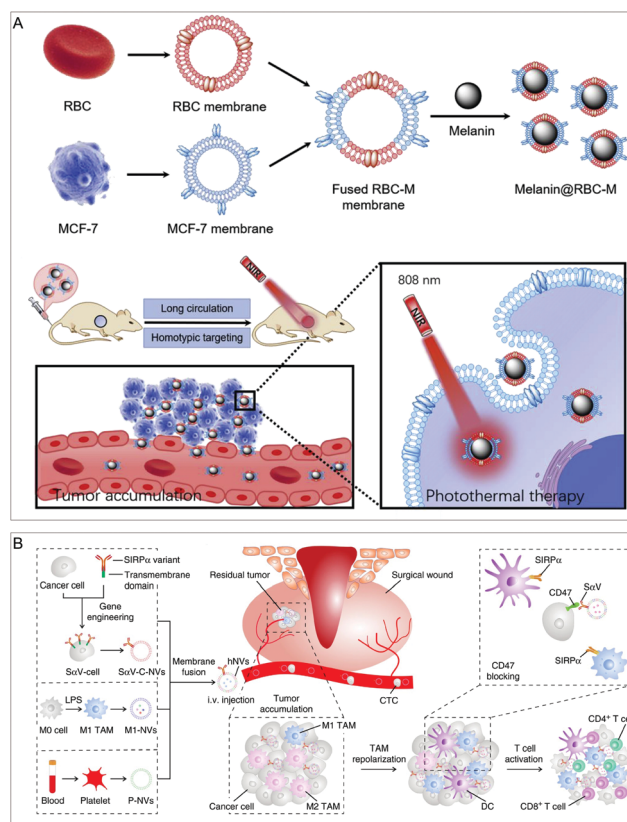 A
RBC
RBC membrane
MCF-7
MCF-7 membrane
Fused RBC-M
membrane
Melanin
Melanin@RBC-M
Long circulation
Homotypic targeting
NIR
Tumor accumulation
808 nm
NIR
Photothermal therapy
B
SIRPα variant
Cancer cell
Transmembrane
domain
Gene
engineering
SαV-cell
SαV-C-NVs
LPS
M0 cell
M1 TAM
M1-NVs
Blood
Platelet
P-NVs
Membrane
fusion
hNVs
i.v. injection
Residual tumor
Surgical wound
CTC
Tumor
accumulation
M1 TAM
Cancer cell
M2 TAM
TAM
repolarization
DC
T cell
activation
SIRPα
CD47
SαV
SIRPα
CD47
blocking
CD4+ T ce
CD8+ T cell